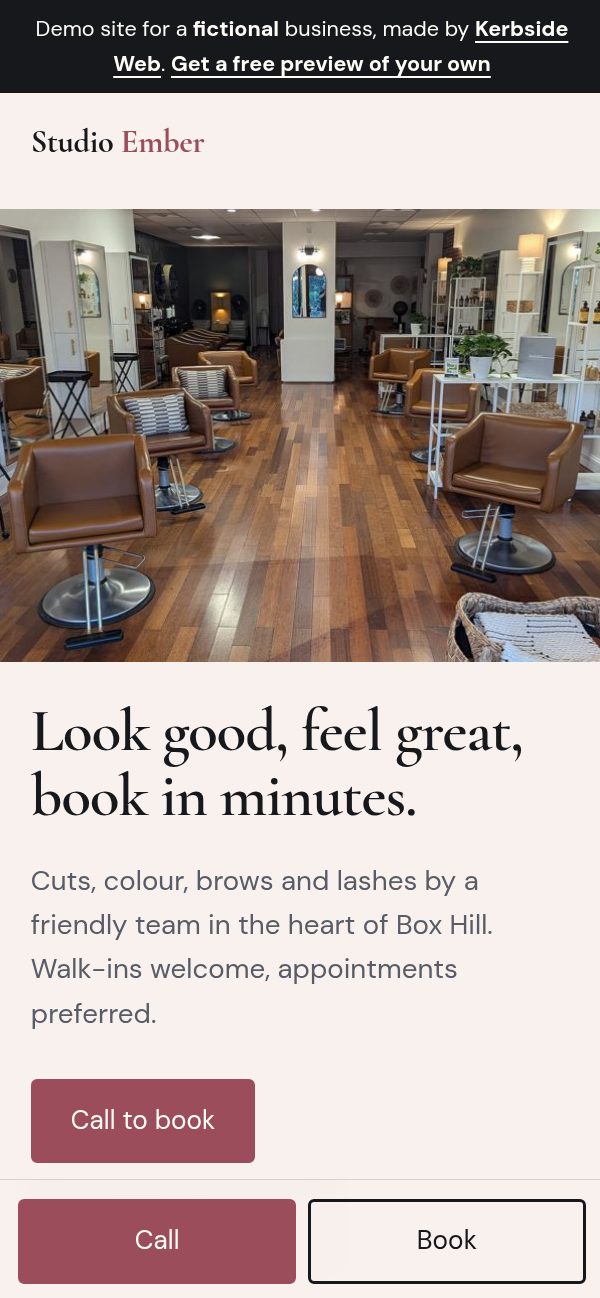 Demo site for a fictional business, made by Kerbside
Web. Get a free preview of your own
Studio Ember
Look good, feel great,
book in minutes.
Cuts, colour, brows and lashes by a
friendly team in the heart of Box Hill.
Walk-ins welcome, appointments
preferred.
Call to book
Call
Book